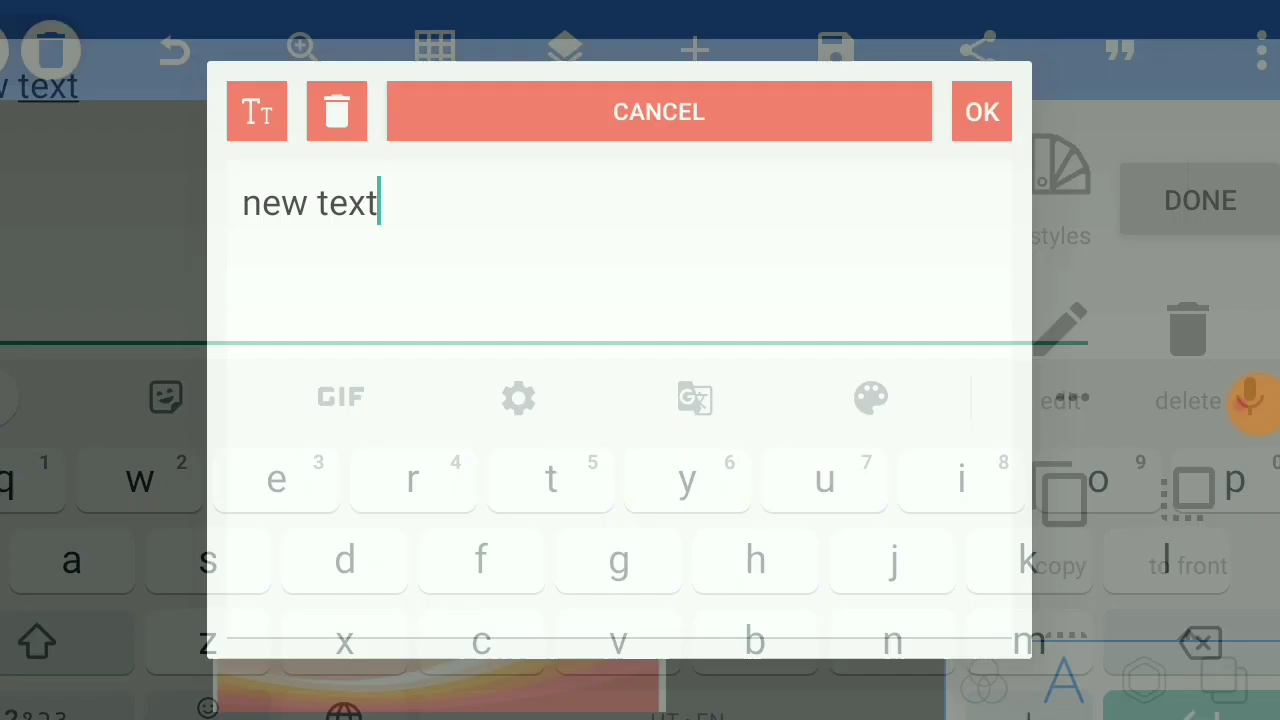 w text
CANCEL
OK
new text
styles
DONE
GIF
edit
delete
q 1 w 2 e 3 r 4 t 5 y 6 u 7 i 8 o 9 p 0
a s d f g h j k l
copy
to front
z x c v b n m